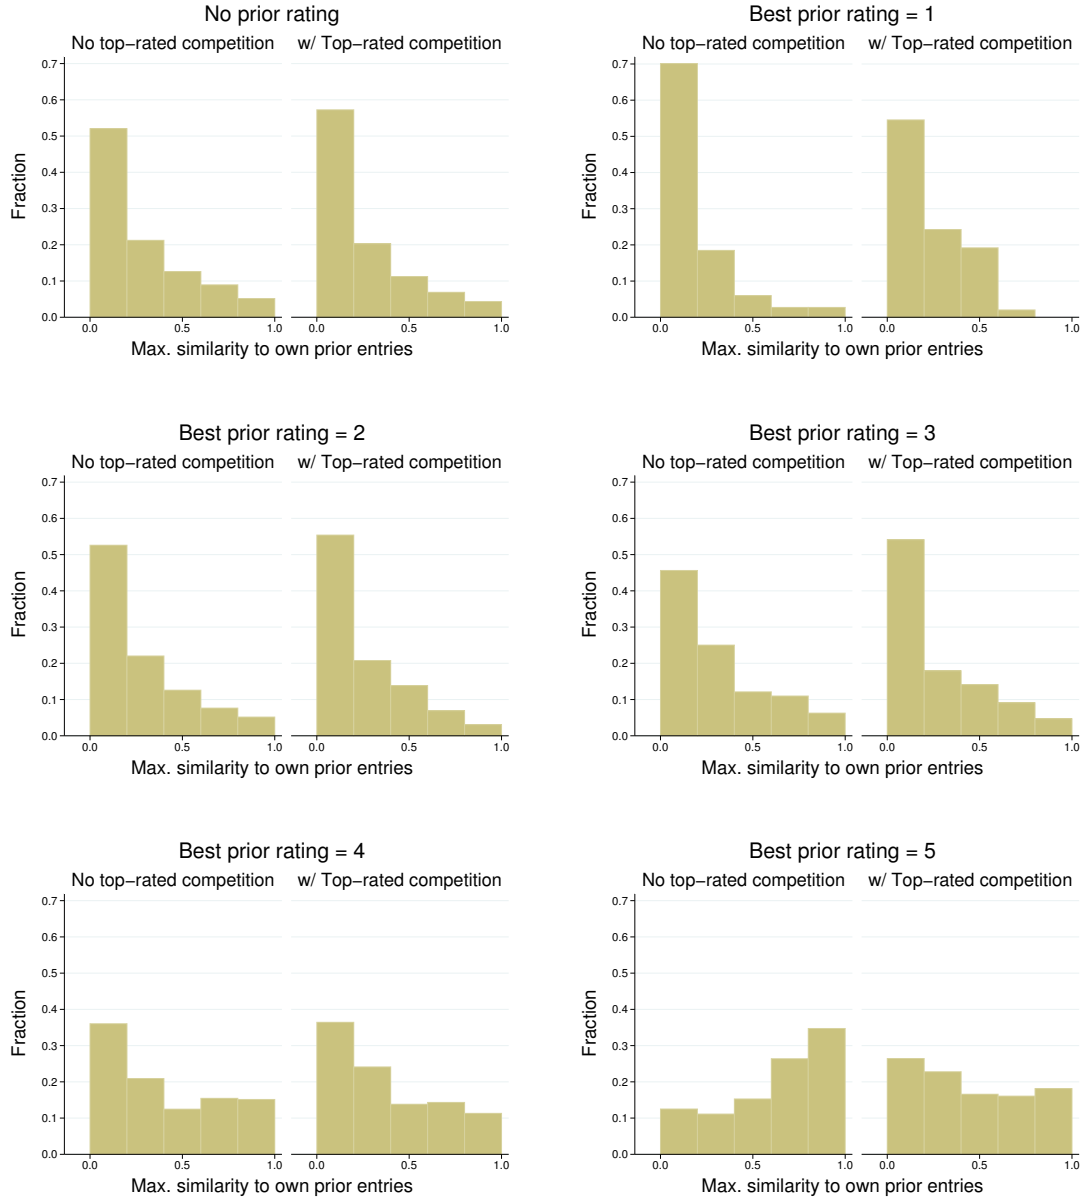 No prior rating
No top−rated competition w/ Top−rated competition
0.7
0.6
0.5
0.4
0.3
0.2
0.1
0.0
Fraction
0.0 0.5 1.0 0.0 0.5 1.0
Max. similarity to own prior entries
Best prior rating = 1
No top−rated competition w/ Top−rated competition
0.7
0.6
0.5
0.4
0.3
0.2
0.1
0.0
Fraction
0.0 0.5 1.0 0.0 0.5 1.0
Max. similarity to own prior entries
Best prior rating = 2
No top−rated competition w/ Top−rated competition
0.7
0.6
0.5
0.4
0.3
0.2
0.1
0.0
Fraction
0.0 0.5 1.0 0.0 0.5 1.0
Max. similarity to own prior entries
Best prior rating = 3
No top−rated competition w/ Top−rated competition
0.7
0.6
0.5
0.4
0.3
0.2
0.1
0.0
Fraction
0.0 0.5 1.0 0.0 0.5 1.0
Max. similarity to own prior entries
Best prior rating = 4
No top−rated competition w/ Top−rated competition
0.7
0.6
0.5
0.4
0.3
0.2
0.1
0.0
Fraction
0.0 0.5 1.0 0.0 0.5 1.0
Max. similarity to own prior entries
Best prior rating = 5
No top−rated competition w/ Top−rated competition
0.7
0.6
0.5
0.4
0.3
0.2
0.1
0.0
Fraction
0.0 0.5 1.0 0.0 0.5 1.0
Max. similarity to own prior entries